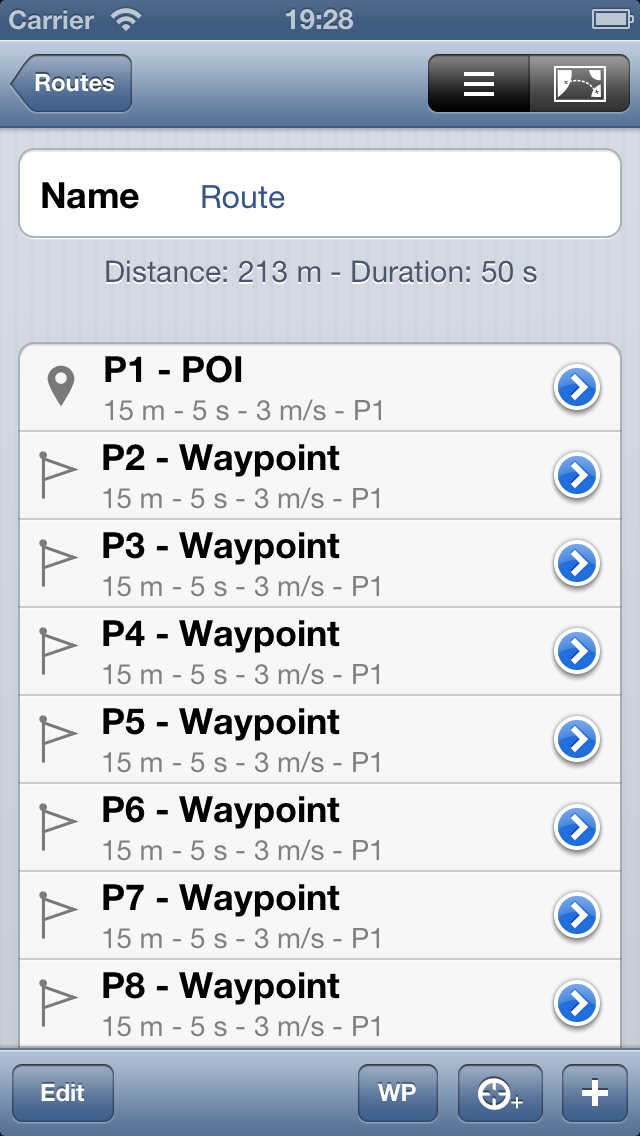 Carrier 19:28
Routes
Name Route
Distance: 213 m - Duration: 50 s
P1 - POI
15 m - 5 s - 3 m/s - P1
P2 - Waypoint
15 m - 5 s - 3 m/s - P1
P3 - Waypoint
15 m - 5 s - 3 m/s - P1
P4 - Waypoint
15 m - 5 s - 3 m/s - P1
P5 - Waypoint
15 m - 5 s - 3 m/s - P1
P6 - Waypoint
15 m - 5 s - 3 m/s - P1
P7 - Waypoint
15 m - 5 s - 3 m/s - P1
P8 - Waypoint
15 m - 5 s - 3 m/s - P1
Edit WP